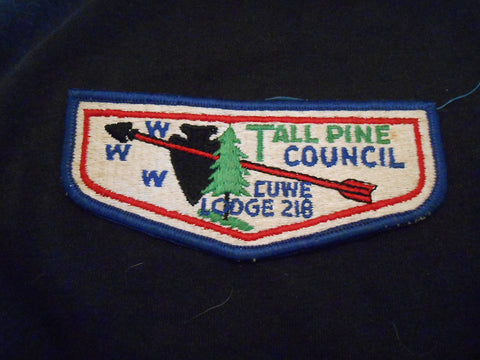 W
W
W
TALL PINE
COUNCIL
CUWE
LODGE 218